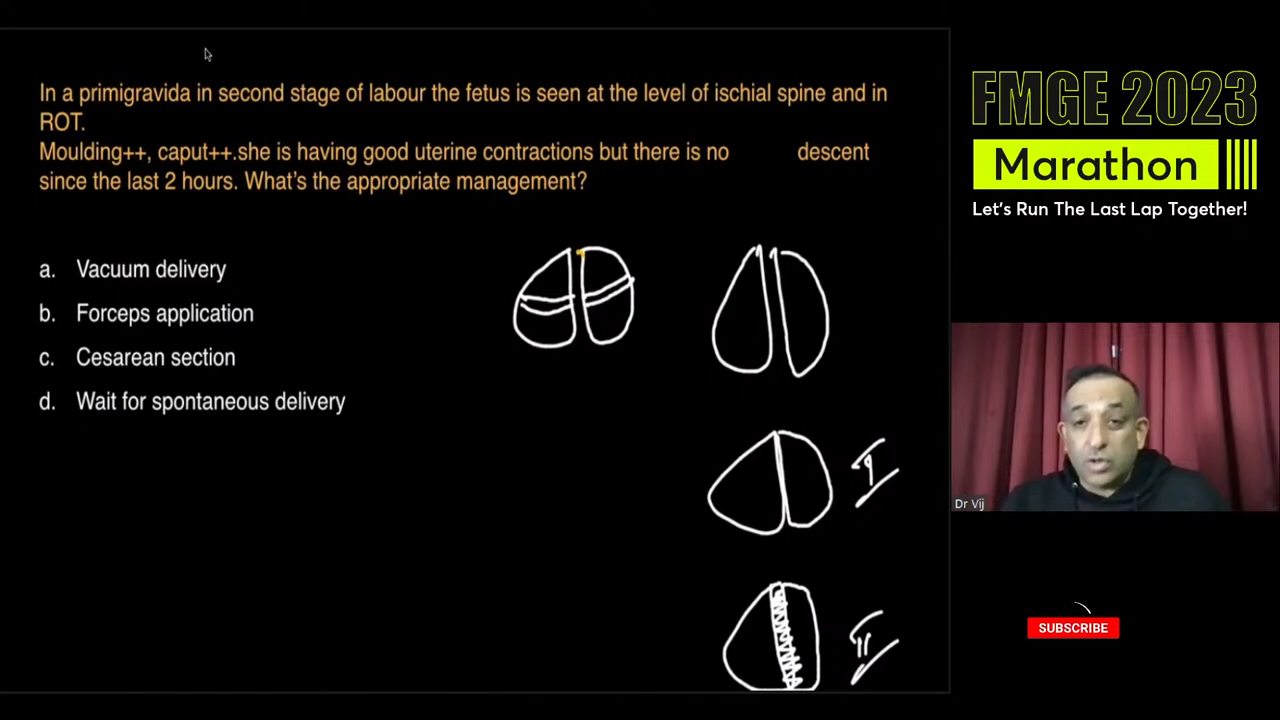 In a primigravida in second stage of labour the fetus is seen at the level of ischial spine and in
ROT.
Moulding++, caput++.she is having good uterine contractions but there is no descent
since the last 2 hours. What's the appropriate management?
a. Vacuum delivery
b. Forceps application
c. Cesarean section
d. Wait for spontaneous delivery
I
II
FMGE 2023
Marathon
Let's Run The Last Lap Together!
Dr Vij
SUBSCRIBE